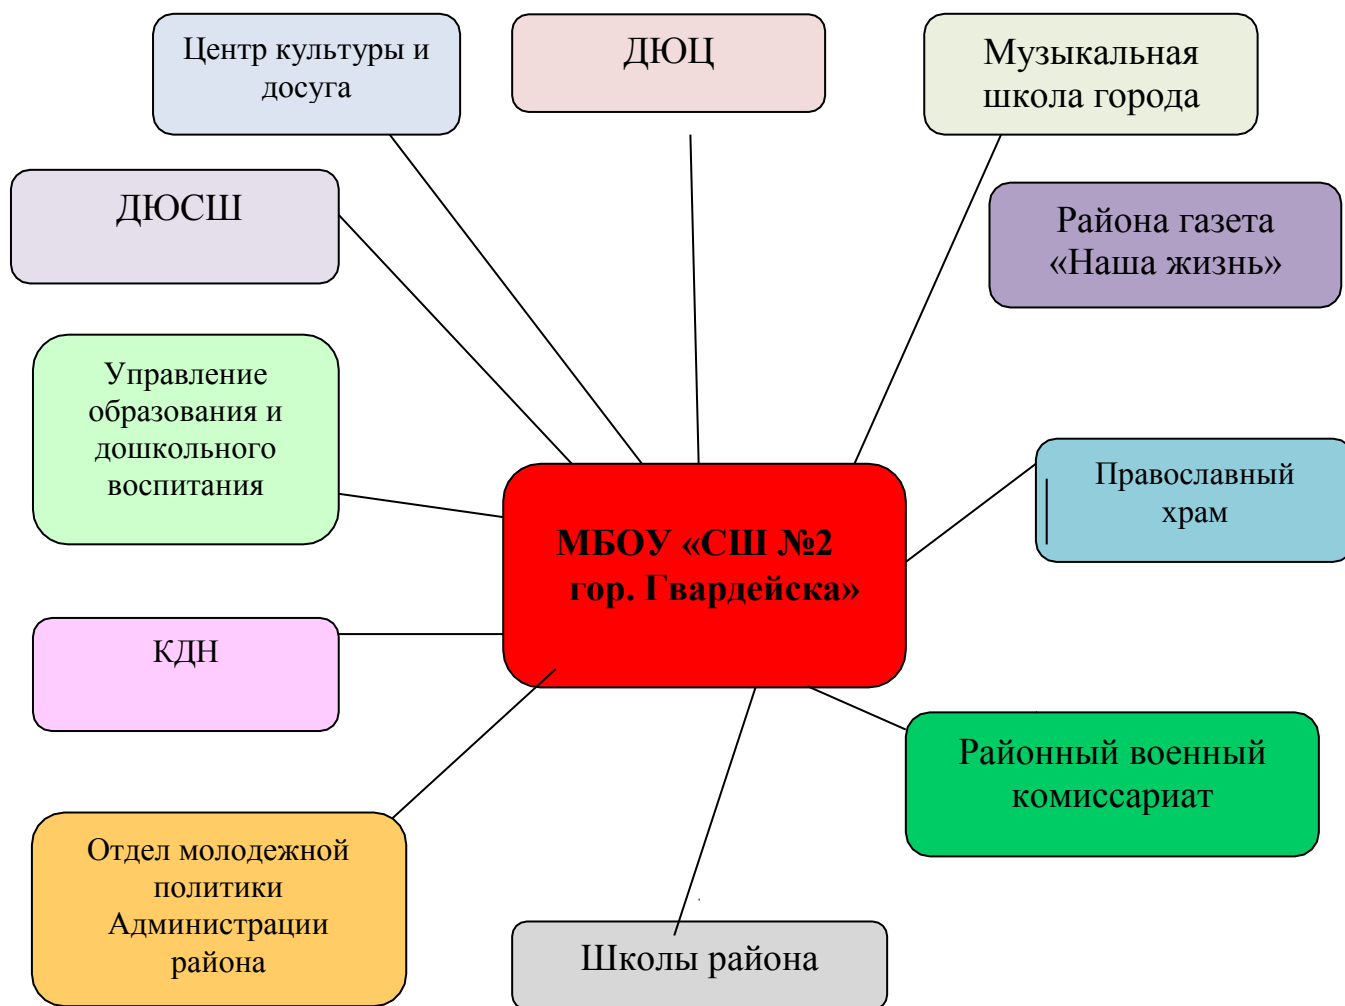 Центр культуры и
досуга
ДЮЦ
Музыкальная
школа города
ДЮСШ
Района газета
«Наша жизнь»
Управление
образования и
дошкольного
воспитания
Православный
храм
МБОУ «СШ №2
гор. Гвардейска»
КДН
Районный военный
комиссариат
Отдел молодежной
политики
Администрации
района
Школы района